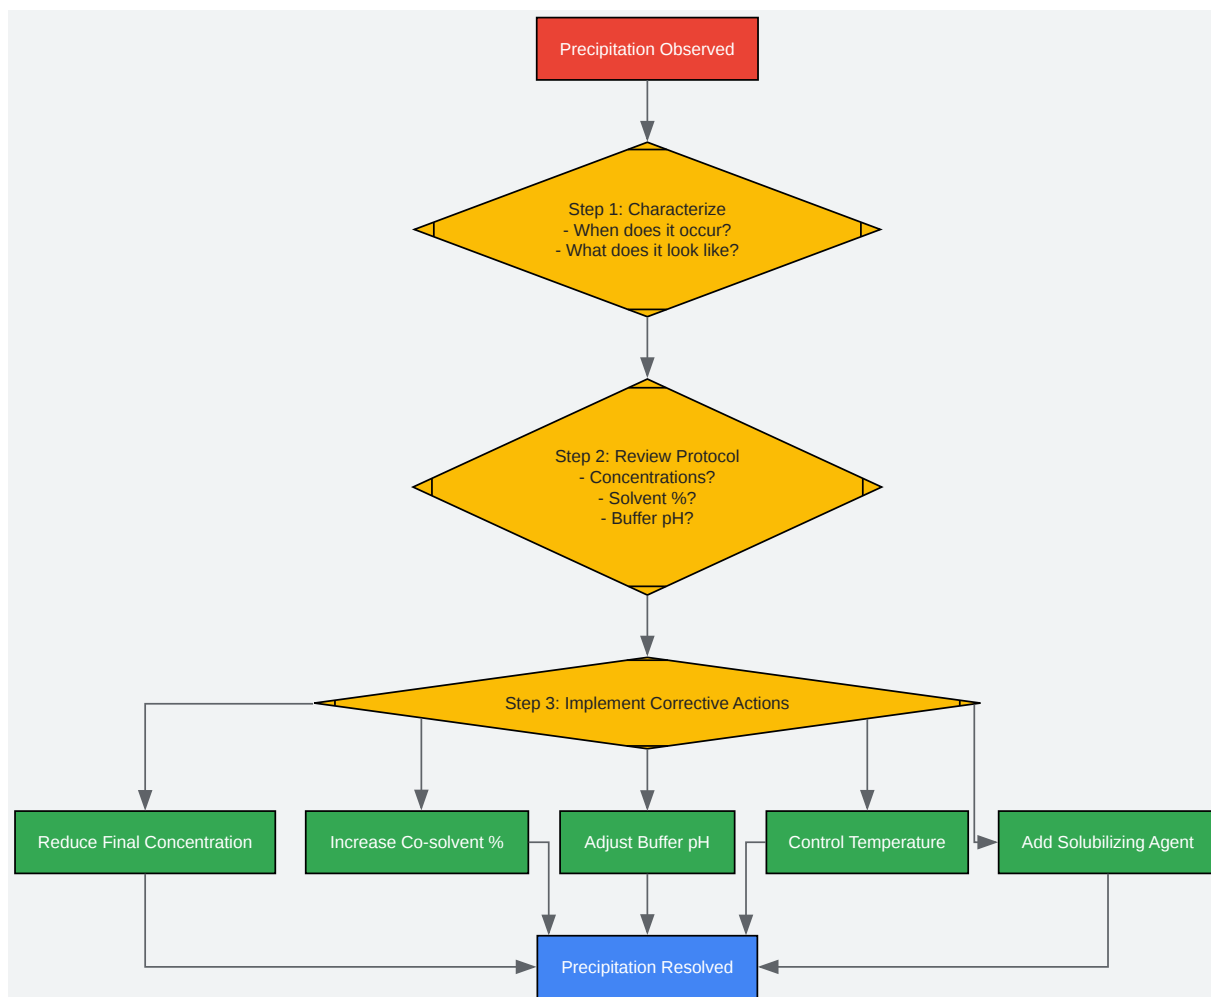 Precipitation Observed
Step 1: Characterize
- When does it occur?
- What does it look like?
Step 2: Review Protocol
- Concentrations?
- Solvent %?
- Buffer pH?
Step 3: Implement Corrective Actions
Reduce Final Concentration
Increase Co-solvent %
Adjust Buffer pH
Control Temperature
Add Solubilizing Agent
Precipitation Resolved